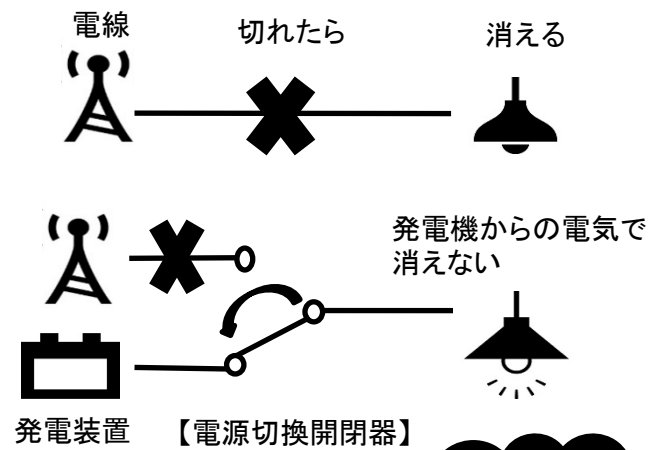 電線
切れたら
消える
発電機からの電気で
消えない
発電装置
【電源切換開閉器】